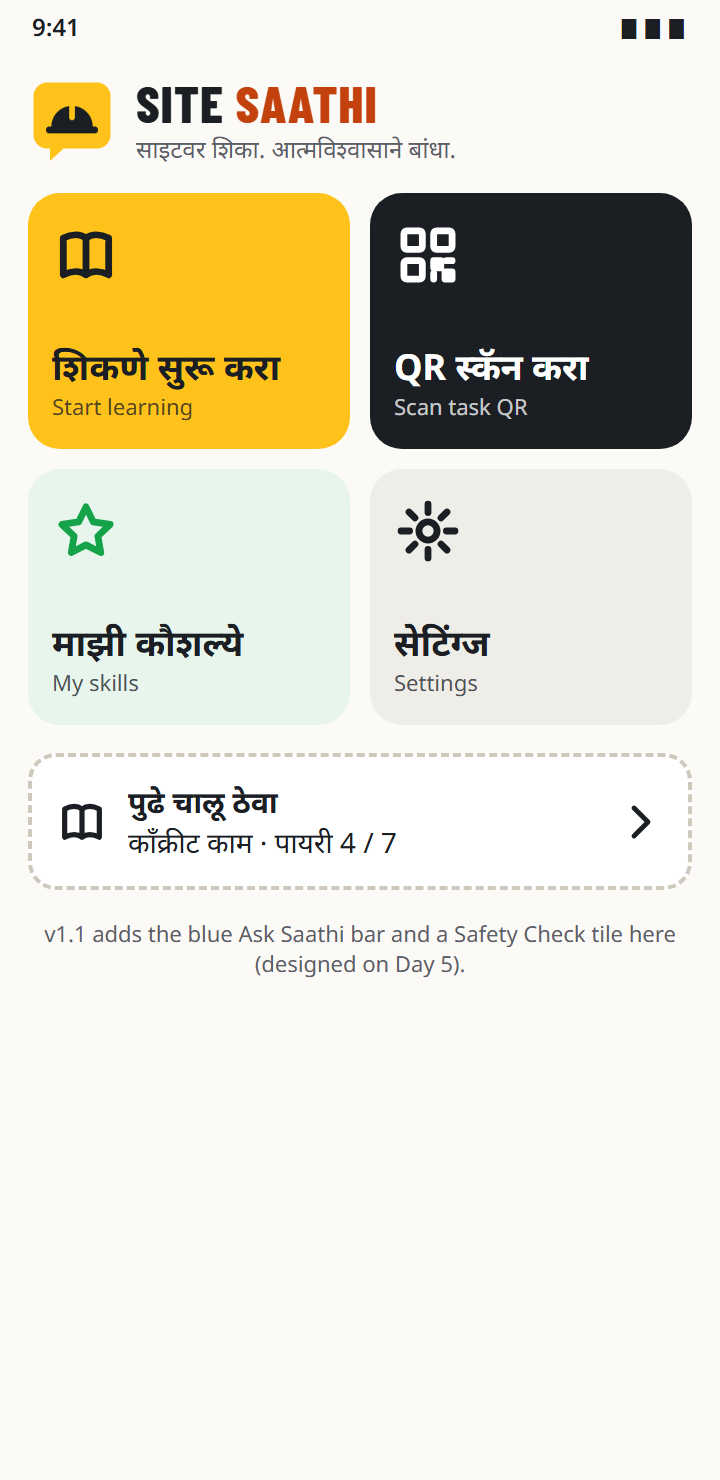 9:41
SITE SAATHI
साइटवर शिका. आत्मविश्वासाने बांधा.
शिकणे सुरू करा
Start learning
QR स्कॅन करा
Scan task QR
माझी कौशल्ये
My skills
सेटिंग्ज
Settings
पुढे चालू ठेवा
काँक्रीट काम · पायरी 4 / 7
v1.1 adds the blue Ask Saathi bar and a Safety Check tile here
(designed on Day 5).